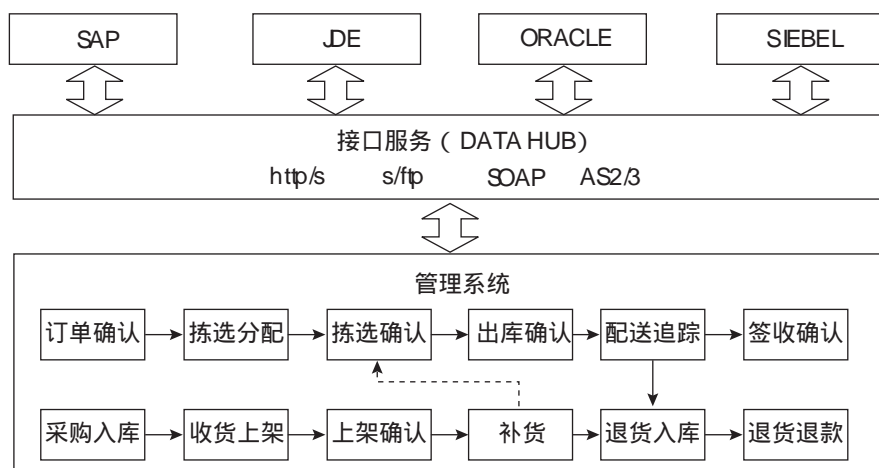 SAP JDE ORACLE SIEBEL
接口服务（DATA HUB）
http/s s/ftp SOAP AS2/3
管理系统
订单确认 拣选分配 拣选确认 出库确认 配送追踪 签收确认
采购入库 收货上架 上架确认 补货 退货入库 退货退款